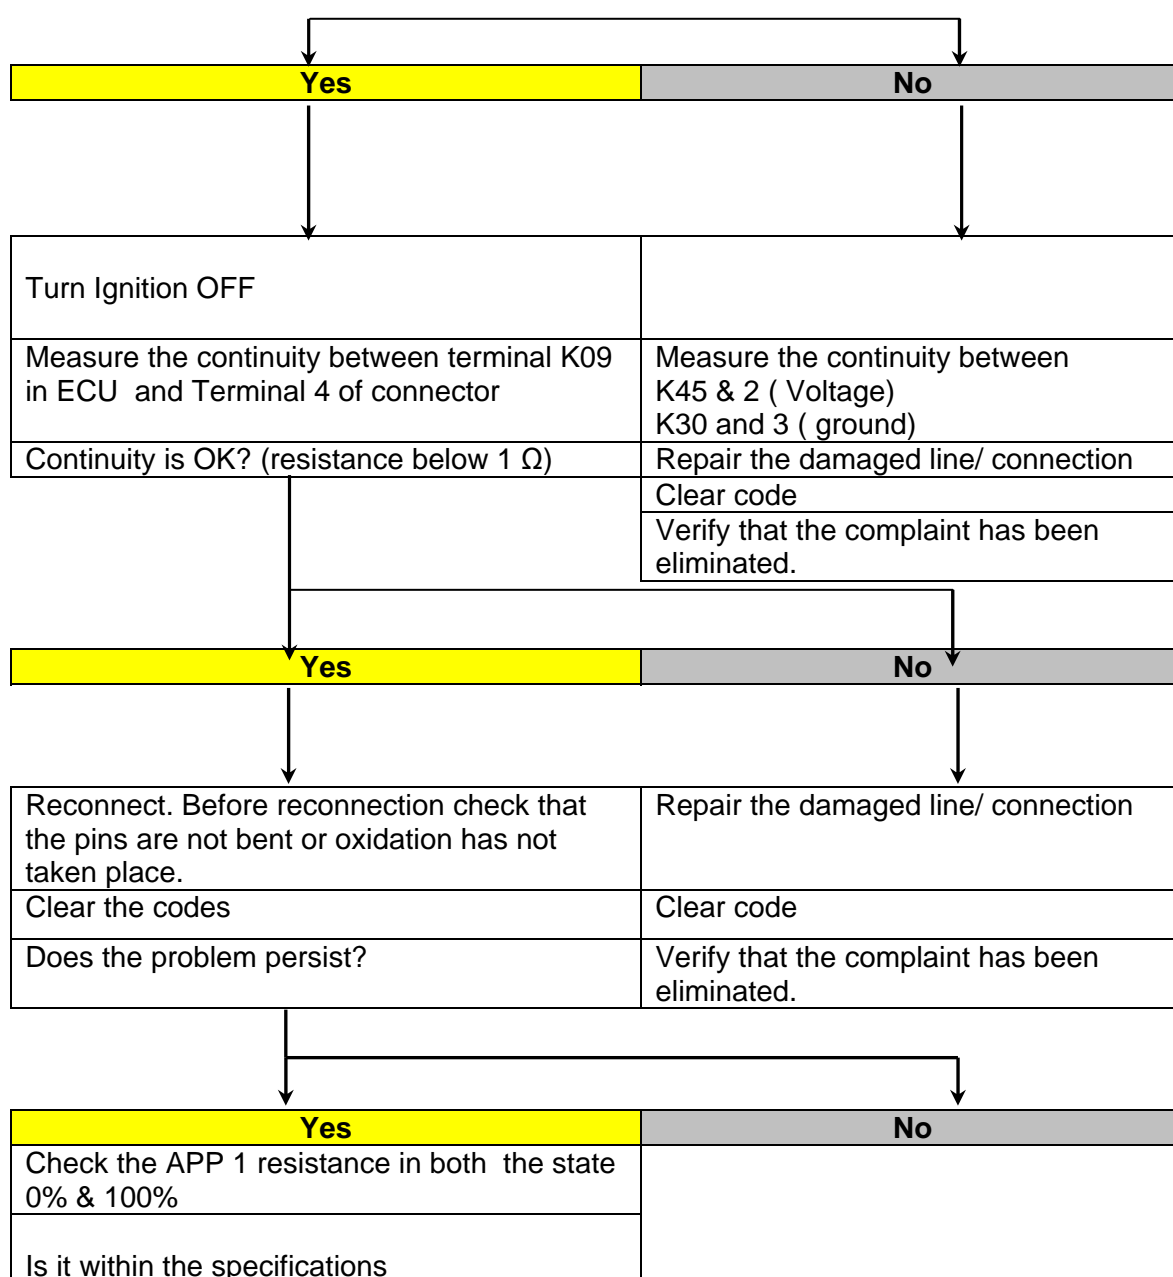 Yes
No
Turn Ignition OFF
Measure the continuity between terminal K09
in ECU  and Terminal 4 of connector
Measure the continuity between
K45 & 2 ( Voltage)
K30 and 3 ( ground)
Continuity is OK? (resistance below 1 Ω)
Repair the damaged line/ connection
Clear code
Verify that the complaint has been
eliminated.
Yes
No
Reconnect. Before reconnection check that
the pins are not bent or oxidation has not
taken place.
Repair the damaged line/ connection
Clear the codes
Clear code
Does the problem persist?
Verify that the complaint has been
eliminated.
Yes
No
Check the APP 1 resistance in both  the state
0% & 100%
Is it within the specifications